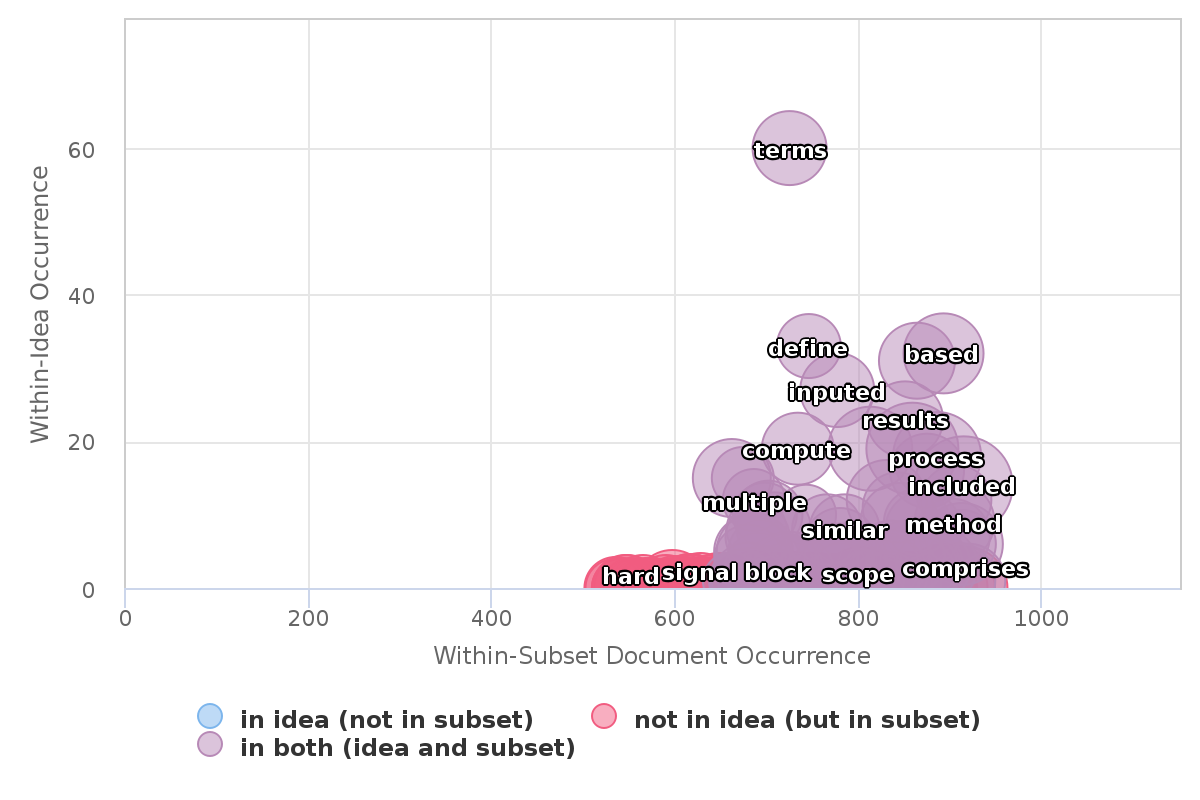 60
40
20
0
Within-Idea Occurrence
terms
define
based
inputed
results
compute
process
included
multiple
method
similar
hard signal block scope comprises
0 200 400 600 800 1000
Within-Subset Document Occurrence
in idea (not in subset) not in idea (but in subset)
in both (idea and subset)